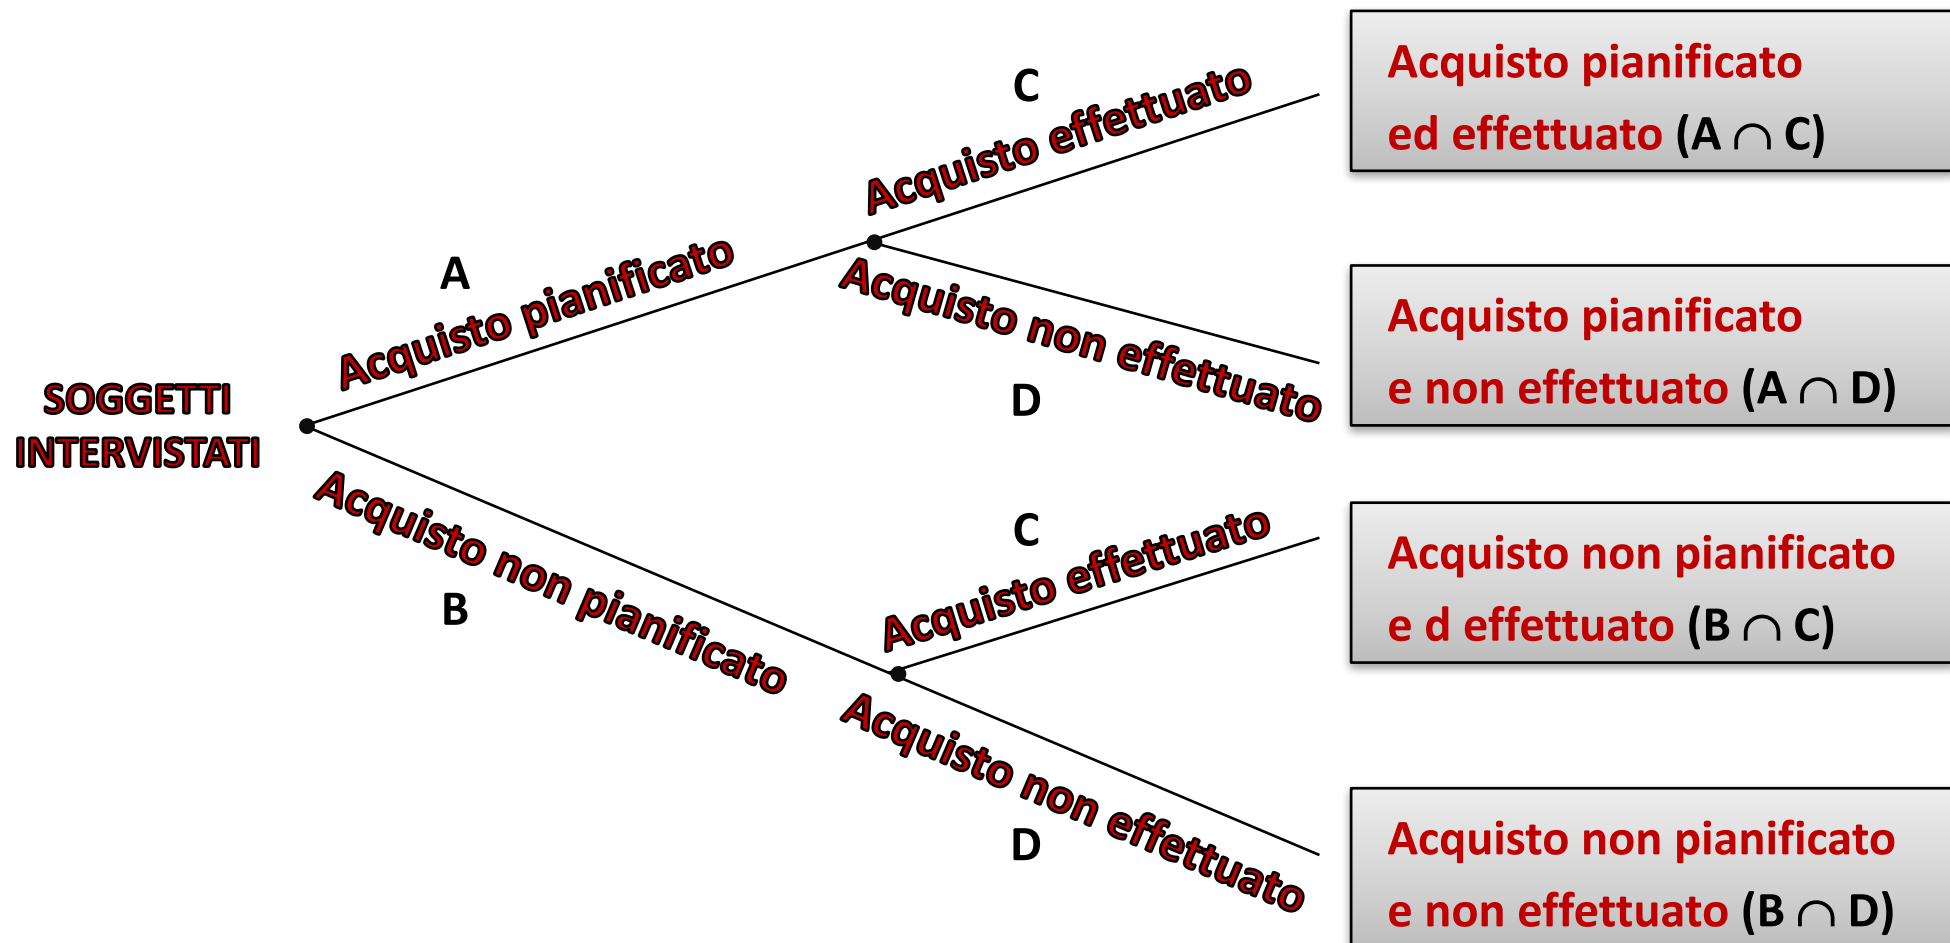 SOGGETTI
INTERVISTATI
A
Acquisto pianificato
B
Acquisto non pianificato
C
Acquisto effettuato
D
Acquisto non effettuato
C
Acquisto effettuato
D
Acquisto non effettuato
Acquisto pianificato
ed effettuato (A ∩ C)
Acquisto pianificato
e non effettuato (A ∩ D)
Acquisto non pianificato
e d effettuato (B ∩ C)
Acquisto non pianificato
e non effettuato (B ∩ D)